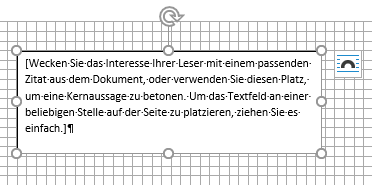 [Wecken Sie das Interesse Ihrer Leser mit einem passenden
Zitat aus dem Dokument, oder verwenden Sie diesen Platz,
um eine Kernaussage zu betonen. Um das Textfeld an einer
beliebigen Stelle auf der Seite zu platzieren, ziehen Sie es
einfach.]¶